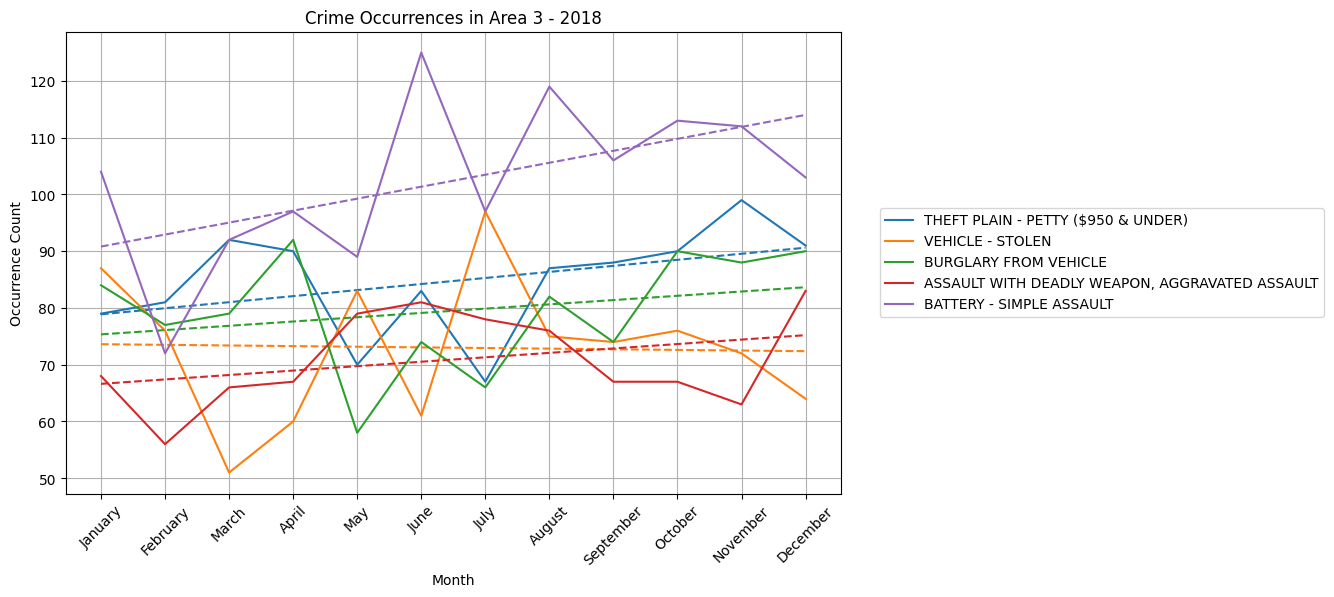 Crime Occurrences in Area 3 - 2018
Occurrence Count
120
110
100
90
80
70
60
50
January
February
March
April
May
June
July
August
September
October
November
December
Month
THEFT PLAIN - PETTY ($950 & UNDER)
VEHICLE - STOLEN
BURGLARY FROM VEHICLE
ASSAULT WITH DEADLY WEAPON, AGGRAVATED ASSAULT
BATTERY - SIMPLE ASSAULT